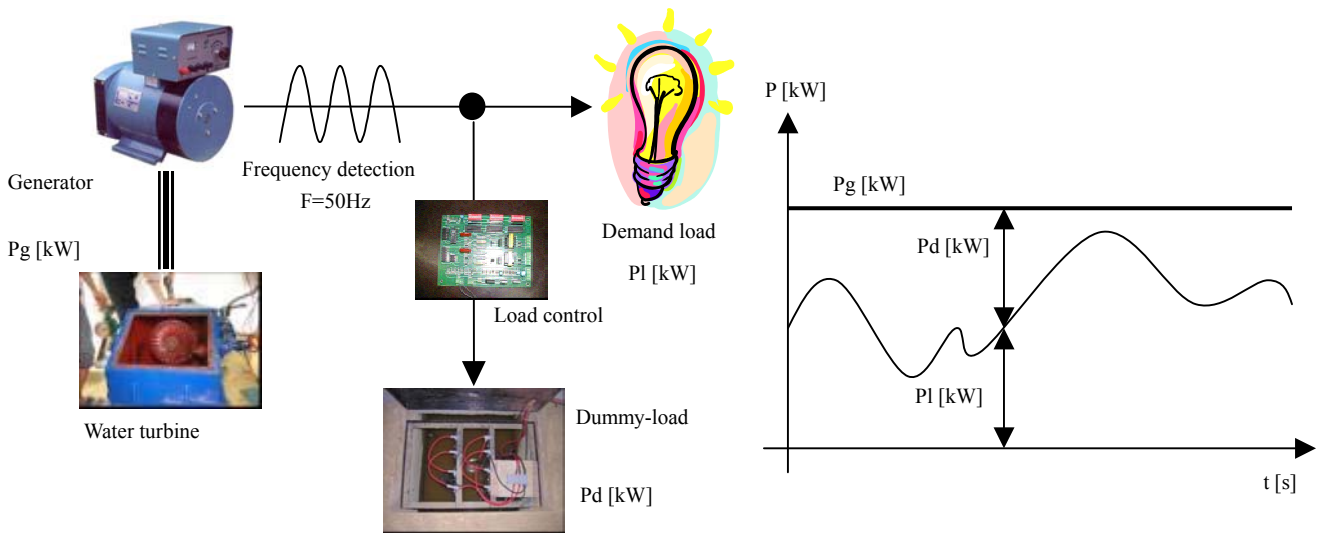 Generator
Pg [kW]
Water turbine
Frequency detection
F=50Hz
Load control
Demand load
Pl [kW]
Dummy-load
Pd [kW]
P [kW]
Pg [kW]
Pd [kW]
Pl [kW]
t [s]